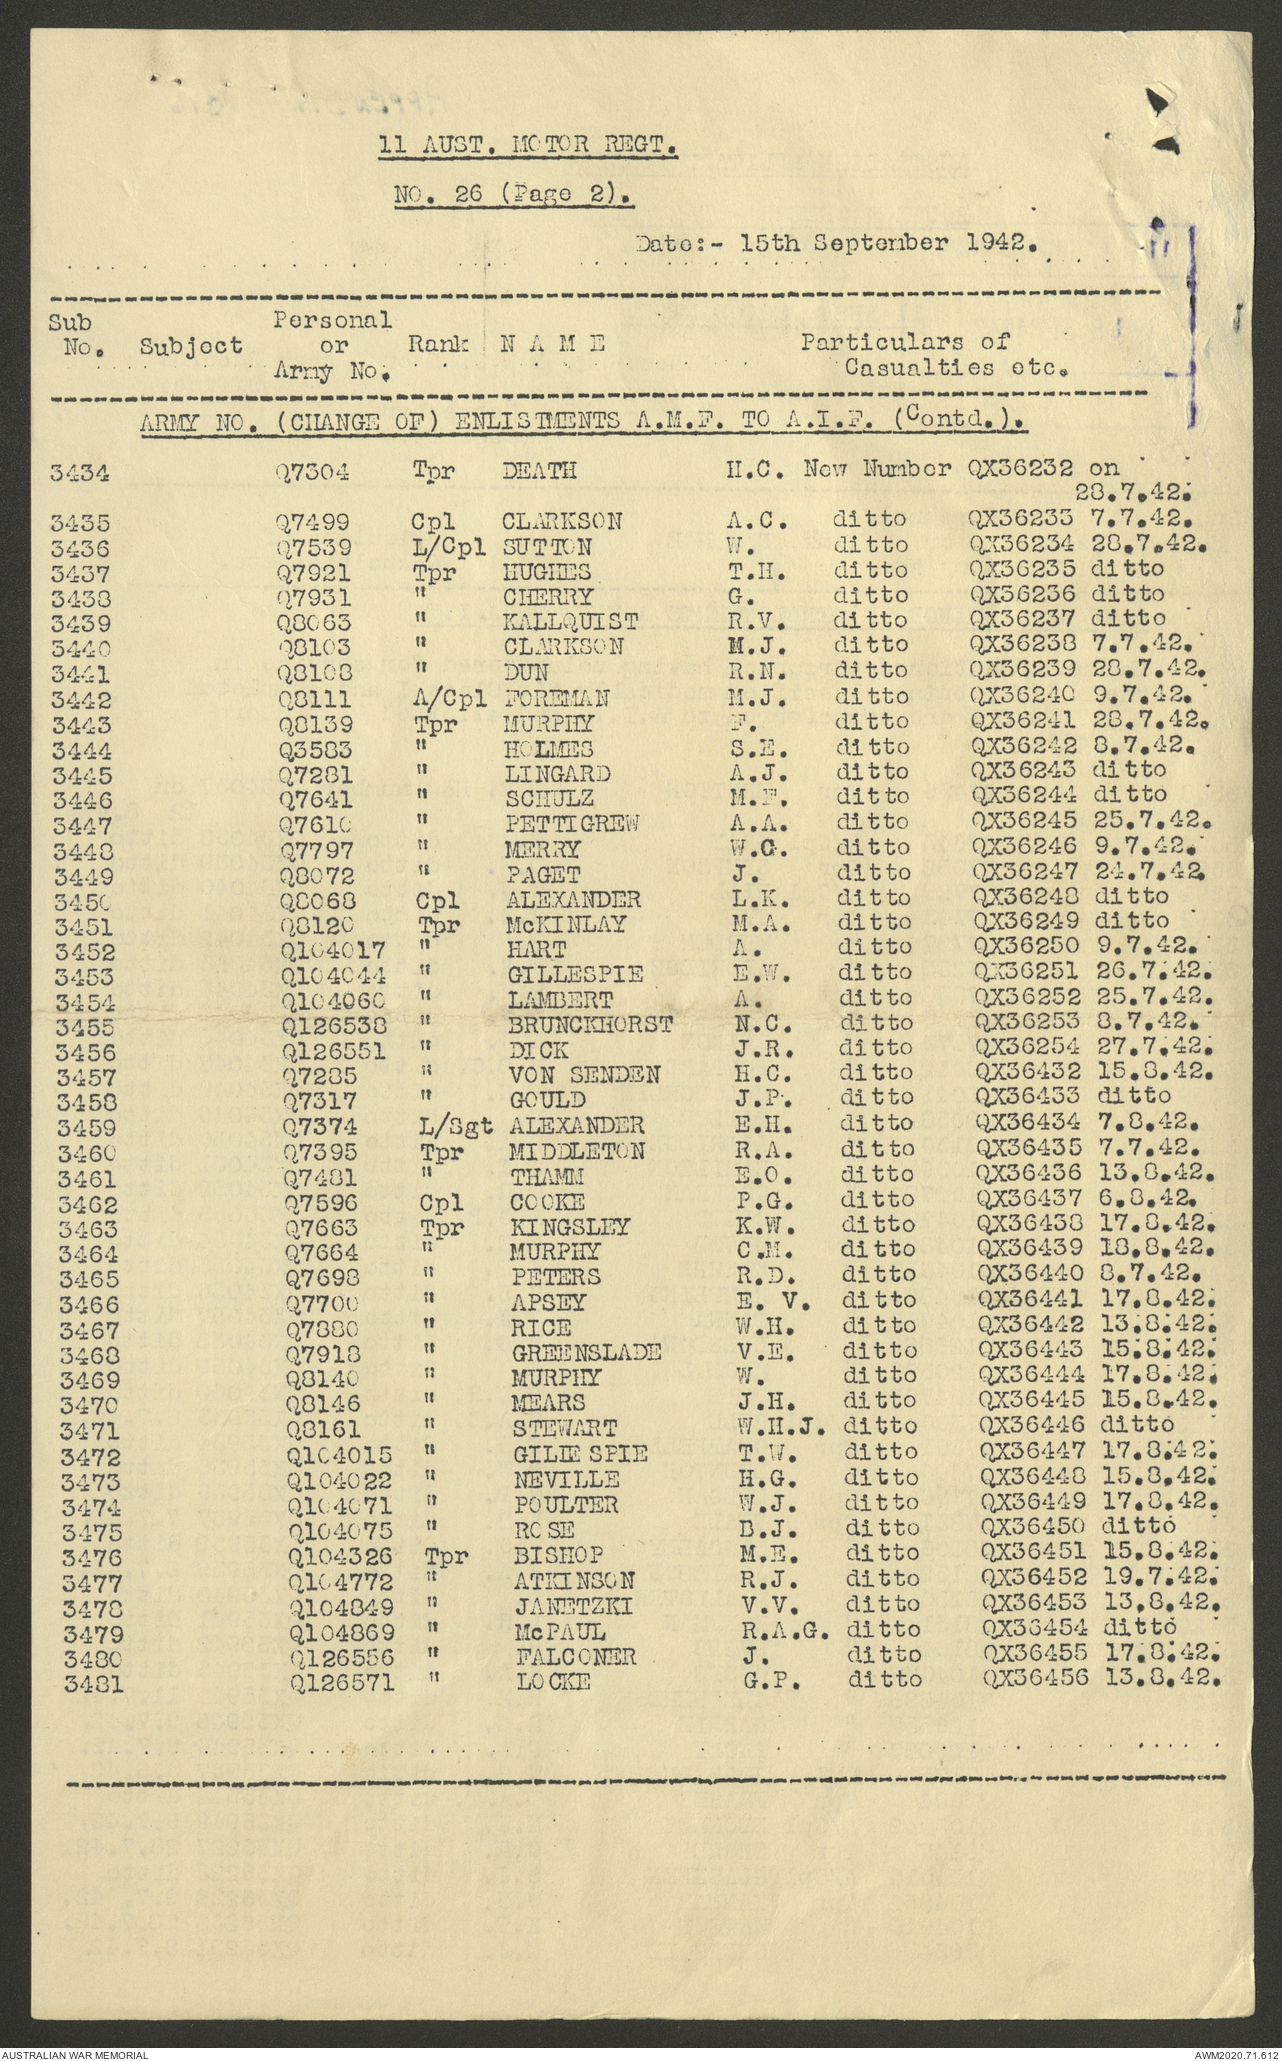 11 AUST. MOTOR REGT.
NO. 26 (Page 2).
Date:- 15th September 1942.
Sub No. Subject Personal or Army No. Rank N A M E Particulars of Casualties etc.
ARMY NO. (CHANGE OF) ENLISTMENTS A.M.F. TO A.I.F. (Contd.).
3434 Q7304 Tpr DEATH H.C. New Number QX36232 on
28.7.42.
3435 Q7499 Cpl CLARKSON A.C. ditto QX36233 7.7.42.
3436 Q7539 L/Cpl SUTTON W. ditto QX36234 28.7.42.
3437 Q7921 Tpr HUGHES T.H. ditto QX36235 ditto
3438 Q7931 " CHERRY G. ditto QX36236 ditto
3439 Q8063 " KALLQUIST R.V. ditto QX36237 ditto
3440 Q8103 " CLARKSON M.J. ditto QX36238 7.7.42.
3441 Q8108 " DUN R.N. ditto QX36239 28.7.42.
3442 Q8111 A/Cpl FOREMAN M.J. ditto QX36240 9.7.42.
3443 Q8139 Tpr MURPHY F. ditto QX36241 28.7.42.
3444 Q3583 " HOLMES S.E. ditto QX36242 8.7.42.
3445 Q7281 " LINGARD A.J. ditto QX36243 ditto
3446 Q7641 " SCHULZ M.F. ditto QX36244 ditto
3447 Q7610 " PETTIGREW A.A. ditto QX36245 25.7.42.
3448 Q7797 " MERRY W.C. ditto QX36246 9.7.42.
3449 Q8072 " PAGET J. ditto QX36247 24.7.42.
3450 Q8068 Cpl ALEXANDER L.K. ditto QX36248 ditto
3451 Q8120 Tpr McKINLAY M.A. ditto QX36249 ditto
3452 Q104017 " HART A. ditto QX36250 9.7.42.
3453 Q104044 " GILLESPIE E.W. ditto QX36251 26.7.42.
3454 Q104060 " LAMBERT A. ditto QX36252 25.7.42.
3455 Q126538 " BRUNCKHORST N.C. ditto QX36253 8.7.42.
3456 Q126551 " DICK J.R. ditto QX36254 27.7.42.
3457 Q7285 " VON SENDEN H.C. ditto QX36432 15.8.42.
3458 Q7317 " GOULD J.P. ditto QX36433 ditto
3459 Q7374 L/Sgt ALEXANDER E.H. ditto QX36434 7.8.42.
3460 Q7395 Tpr MIDDLETON R.A. ditto QX36435 7.7.42.
3461 Q7481 " THAMM E.O. ditto QX36436 13.8.42.
3462 Q7596 Cpl COOKE P.G. ditto QX36437 6.8.42.
3463 Q7663 Tpr KINGSLEY K.W. ditto QX36438 17.8.42.
3464 Q7664 " MURPHY C.M. ditto QX36439 18.8.42.
3465 Q7698 " PETERS R.D. ditto QX36440 8.7.42.
3466 Q7700 " APSEY E. V. ditto QX36441 17.8.42.
3467 Q7880 " RICE W.H. ditto QX36442 13.8.42.
3468 Q7918 " GREENSLADE V.E. ditto QX36443 15.8.42.
3469 Q8140 " MURPHY W. ditto QX36444 17.8.42.
3470 Q8146 " MEARS J.H. ditto QX36445 15.8.42.
3471 Q8161 " STEWART W.H.J. ditto QX36446 ditto
3472 Q104015 " GILLESPIE T.W. ditto QX36447 17.8.42.
3473 Q104022 " NEVILLE H.G. ditto QX36448 15.8.42.
3474 Q104071 " POULTER W.J. ditto QX36449 17.8.42.
3475 Q104075 " ROSE B.J. ditto QX36450 ditto
3476 Q104326 Tpr BISHOP M.E. ditto QX36451 15.8.42.
3477 Q104772 " ATKINSON R.J. ditto QX36452 19.7.42.
3478 Q104849 " JANETZKI V.V. ditto QX36453 13.8.42.
3479 Q104869 " McPAUL R.A.G. ditto QX36454 ditto
3480 Q126556 " FALCONER J. ditto QX36455 17.8.42.
3481 Q126571 " LOCKE G.P. ditto QX36456 13.8.42.
AUSTRALIAN WAR MEMORIAL AWM2020.71.612